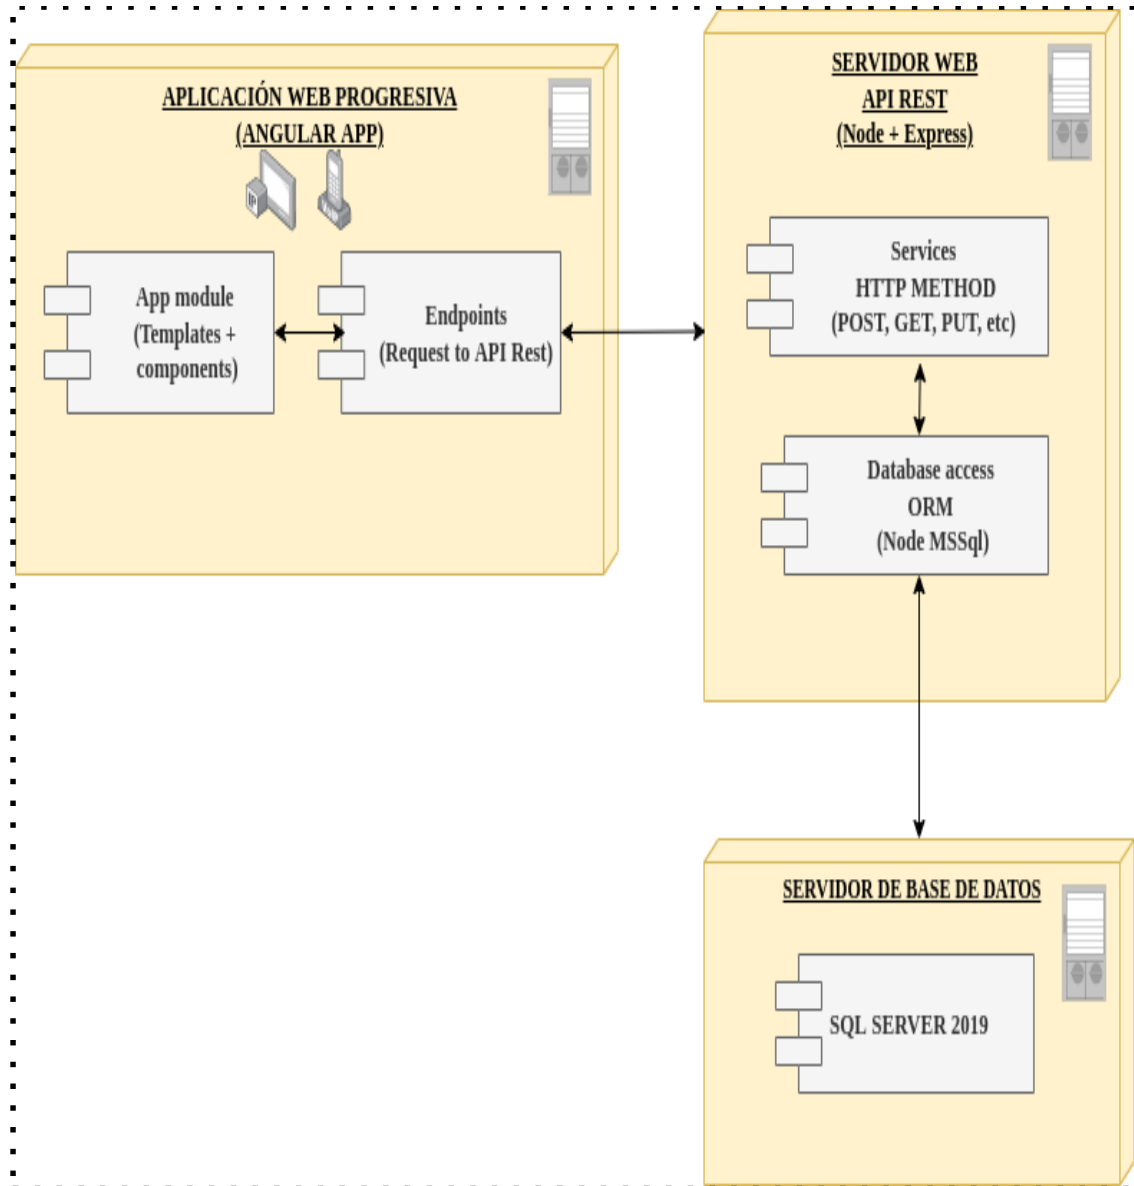 APLICACIÓN WEB PROGRESIVA
(ANGULAR APP)
IP
App module
(Templates +
components)
Endpoints
(Request to API Rest)
SERVIDOR WEB
API REST
(Node + Express)
Services
HTTP METHOD
(POST, GET, PUT, etc)
Database access
ORM
(Node MSSql)
SERVIDOR DE BASE DE DATOS
SQL SERVER 2019